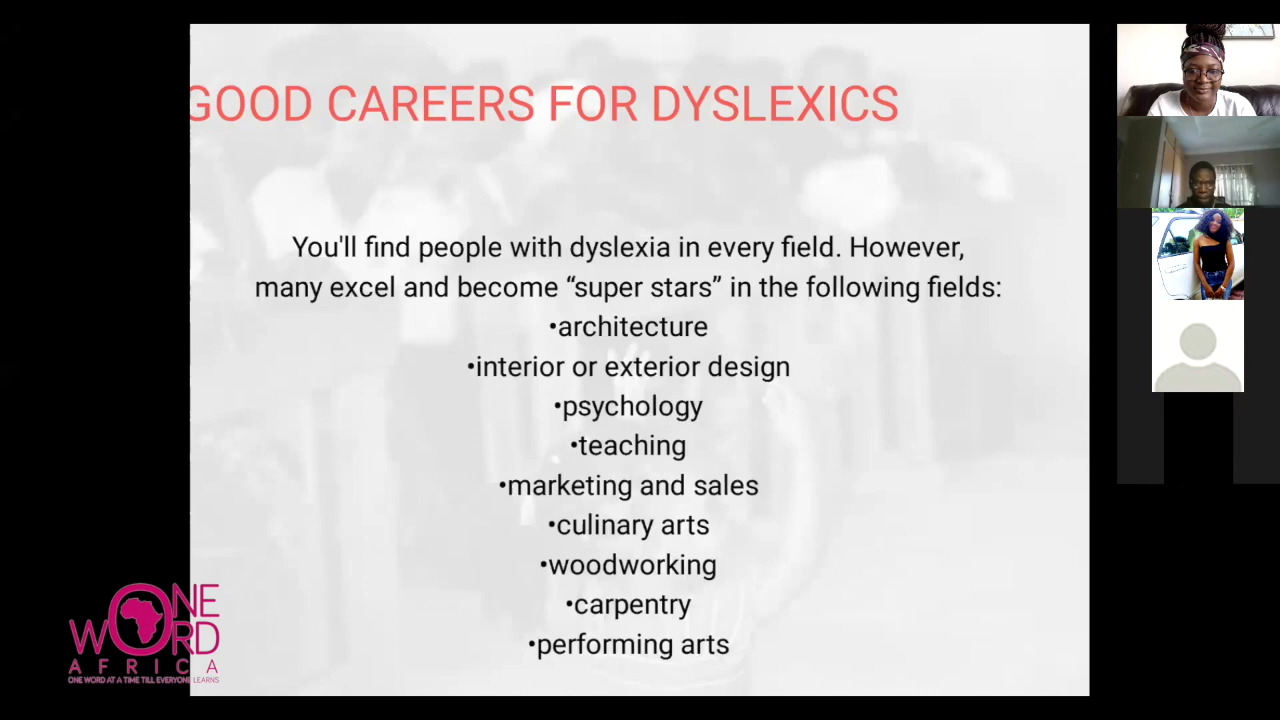 GOOD CAREERS FOR DYSLEXICS
You'll find people with dyslexia in every field. However,
many excel and become “super stars” in the following fields:
•architecture
•interior or exterior design
•psychology
•teaching
•marketing and sales
•culinary arts
•woodworking
•carpentry
•performing arts
ONE
WORD
AFRICA
ONE WORD AT A TIME TILL EVERYONE LEARNS